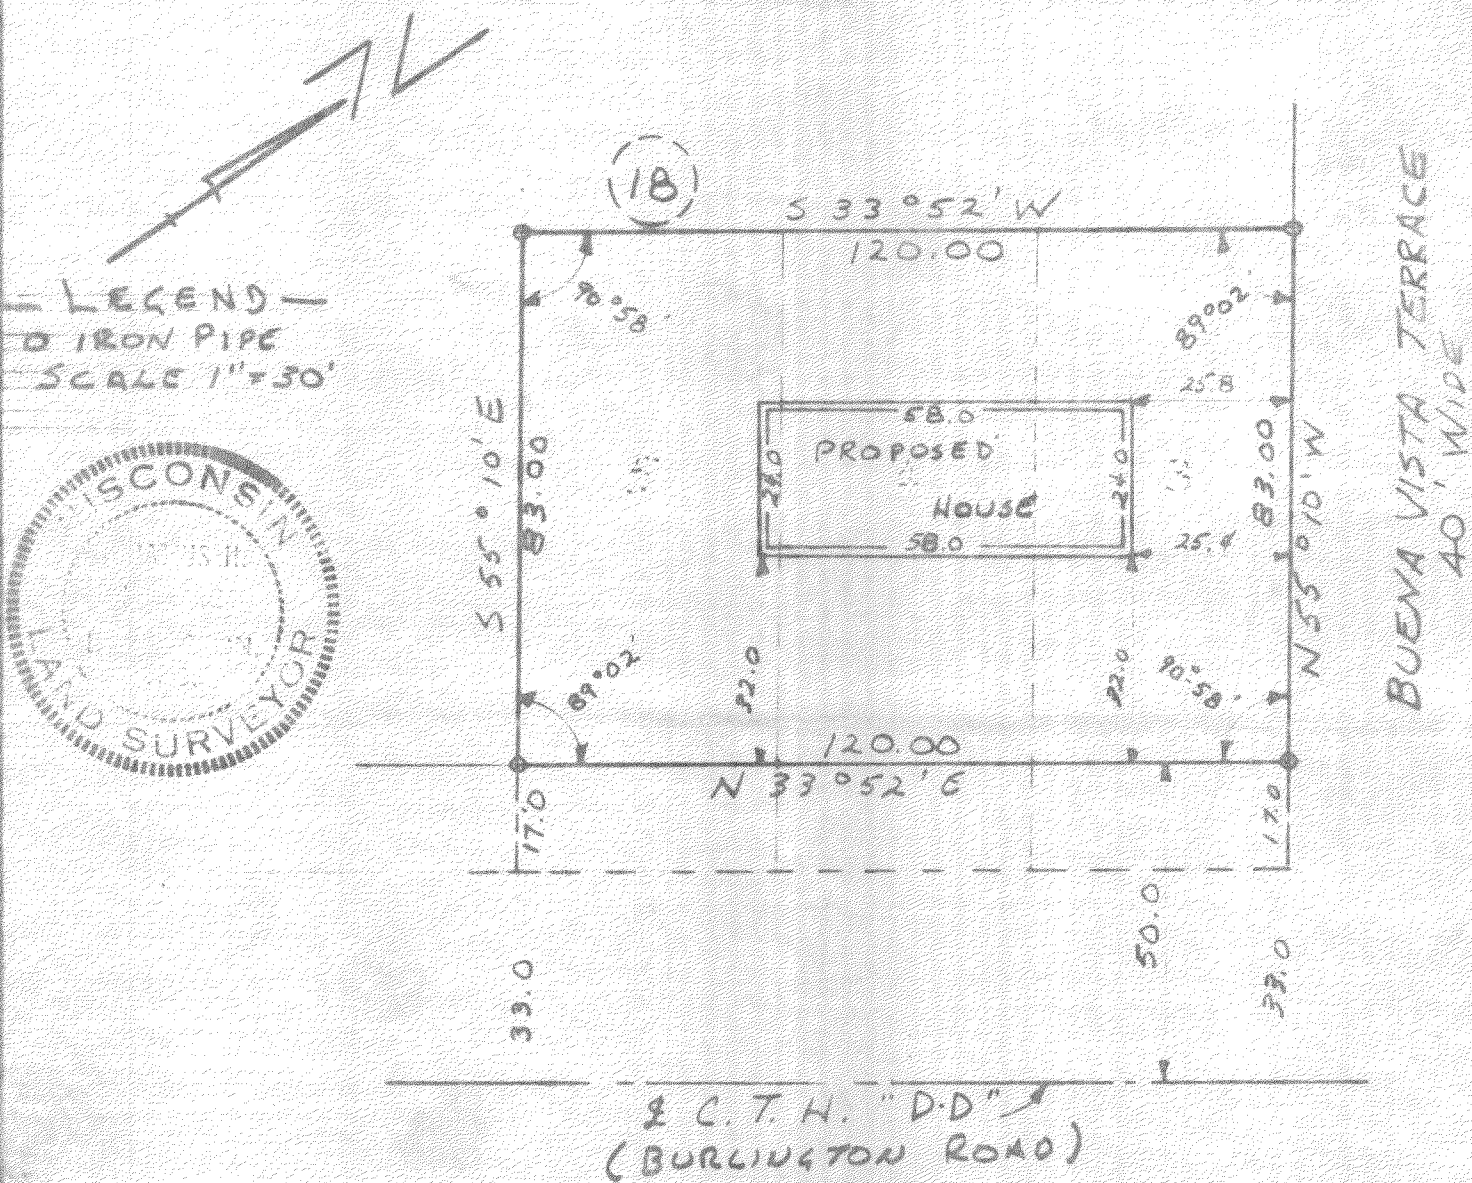 N
18
S 33°52' W
120.00
— LEGEND —
O IRON PIPE
SCALE 1"=30'
90°58'
89°02'
25.8
S 55°10' E
83.00
58.0
PROPOSED
HOUSE
24.0
24.0
58.0
25.4
83.00
N 55°10' W
BUENA VISTA TERRACE
40' WIDE
WISCONSIN
LAND SURVEYOR
89°02'
32.0
32.0
90°58'
120.00
N 33°52' E
17.0
17.0
33.0
50.0
33.0
℄ C.T.H. "D-D"
(BURLINGTON ROAD)